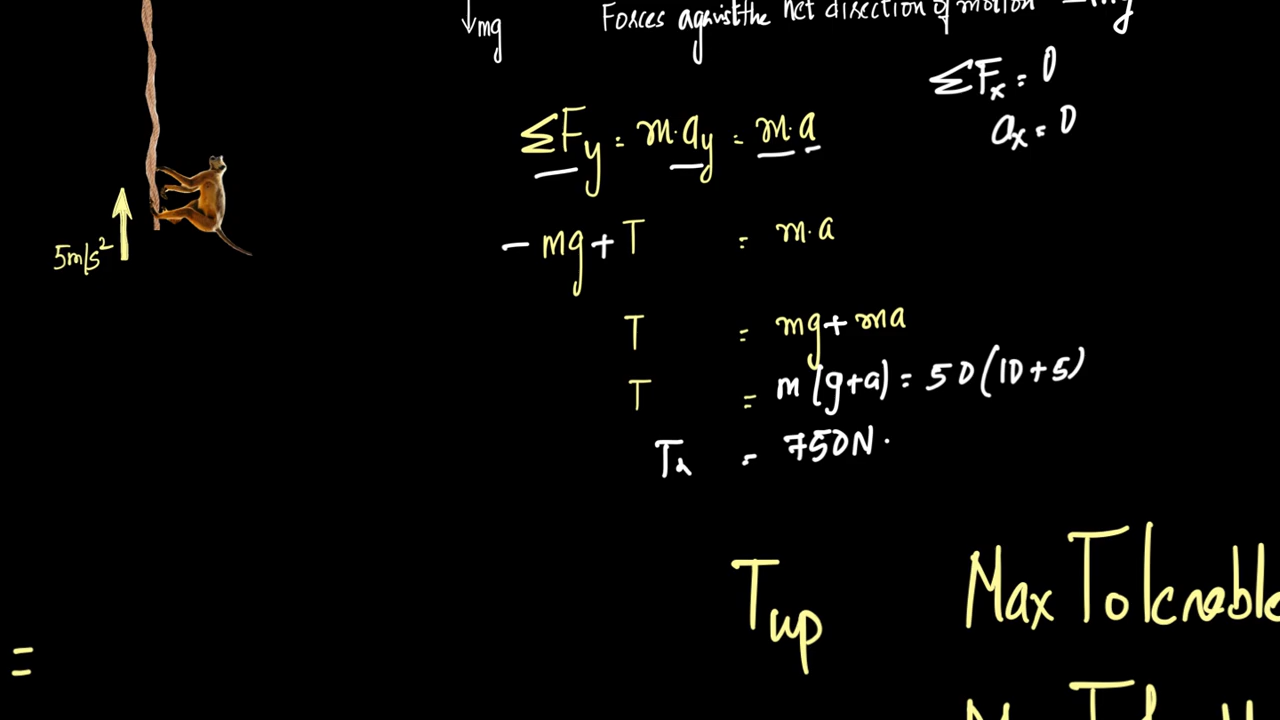 ↓mg Forces against the net direction of motion
ΣFx = 0
ax = 0
ΣFy = m·ay = m·a
5m/s²
- mg + T = m·a
T = mg + ma
T = m(g+a) = 50(10+5)
= 750N.
Tup Max Tolerable
=